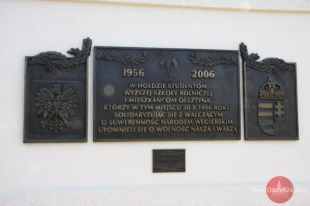 1956 2006
W HOŁDZIE STUDENTOM
WYŻSZEJ SZKOŁY ROLNICZEJ
I MIESZKAŃCOM OLSZTYNA,
KTÓRZY W TYM MIEJSCU 30 X 1956 ROKU
SOLIDARYZUJĄC SIĘ Z WALCZĄCYM
O SUWERENNOŚĆ NARODEM WĘGIERSKIM
UPOMNIELI SIĘ O WOLNOŚĆ NASZĄ I WASZĄ